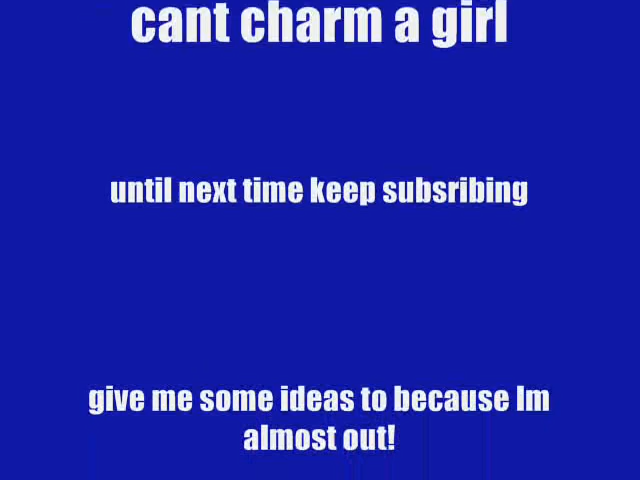 cant charm a girl
until next time keep subsribing
give me some ideas to because Im
almost out!